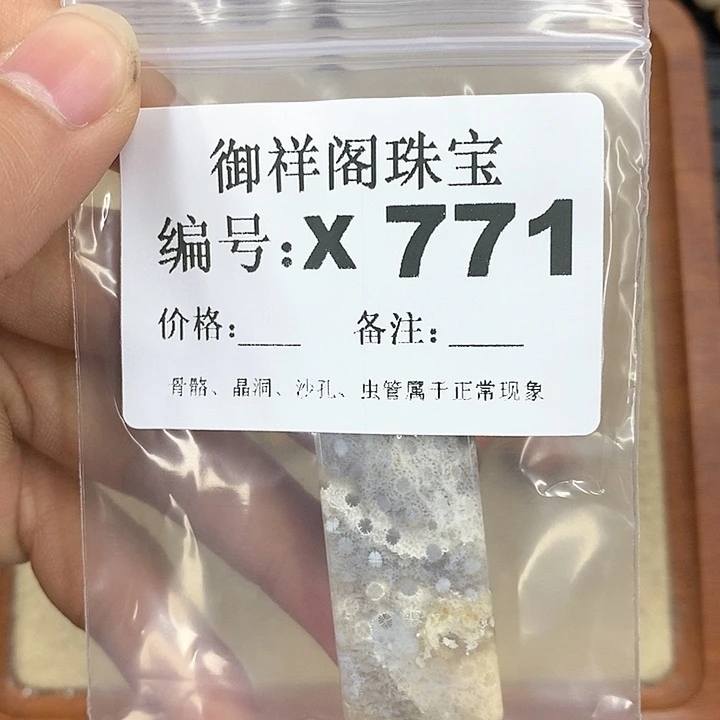 御祥阁珠宝
编号:X 771
价格:___ 备注:____
骨骼、晶洞、沙孔、虫管属于正常现象